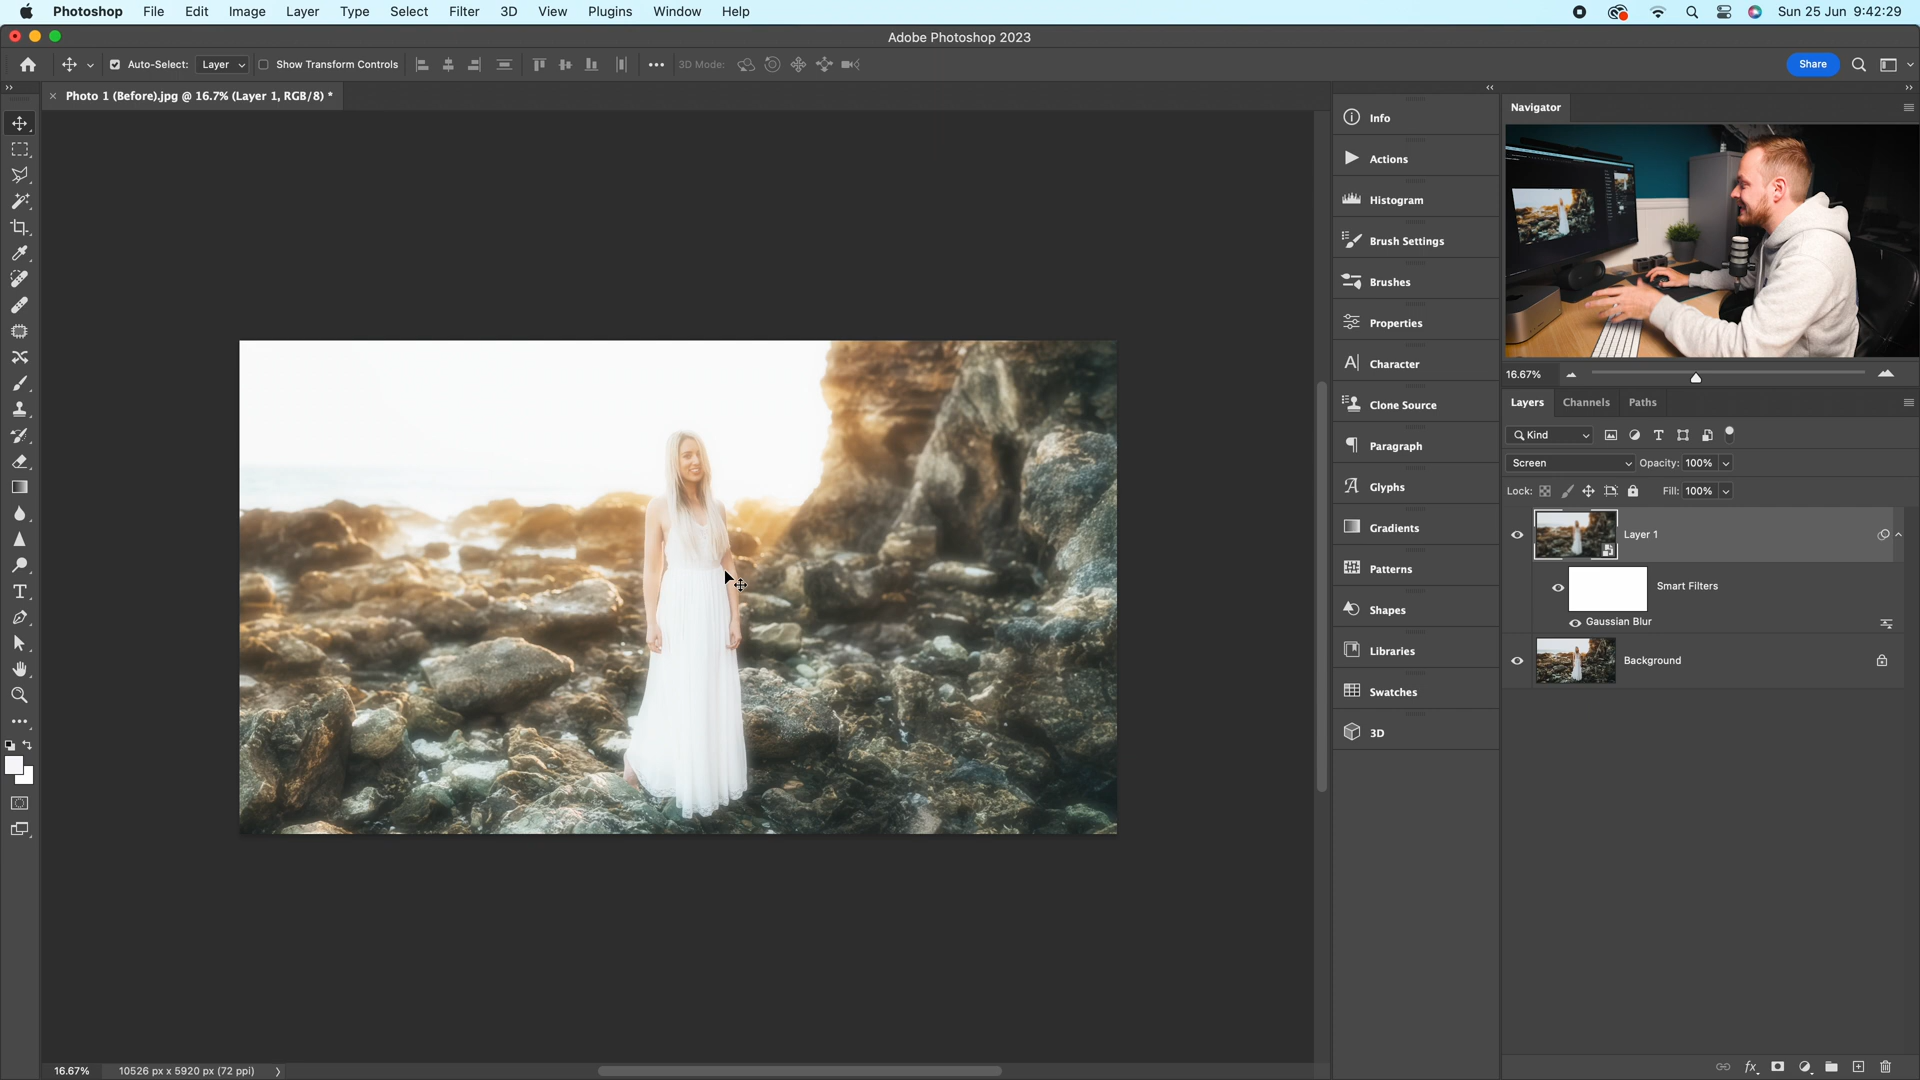 Photoshop File Edit Image Layer Type Select Filter 3D View Plugins Window Help Sun 25 Jun 9:42:29
Adobe Photoshop 2023
Auto-Select: Layer Show Transform Controls 3D Mode: Share
Photo 1 (Before).jpg @ 16.7% (Layer 1, RGB/8) *
Info
Actions
Histogram
Brush Settings
Brushes
Properties
Character
Clone Source
Paragraph
Glyphs
Gradients
Patterns
Shapes
Libraries
Swatches
3D
Navigator
16.67%
Layers Channels Paths
Kind
Screen Opacity: 100%
Lock: Fill: 100%
Layer 1
Smart Filters
Gaussian Blur
Background
16.67% 10526 px x 5920 px (72 ppi)